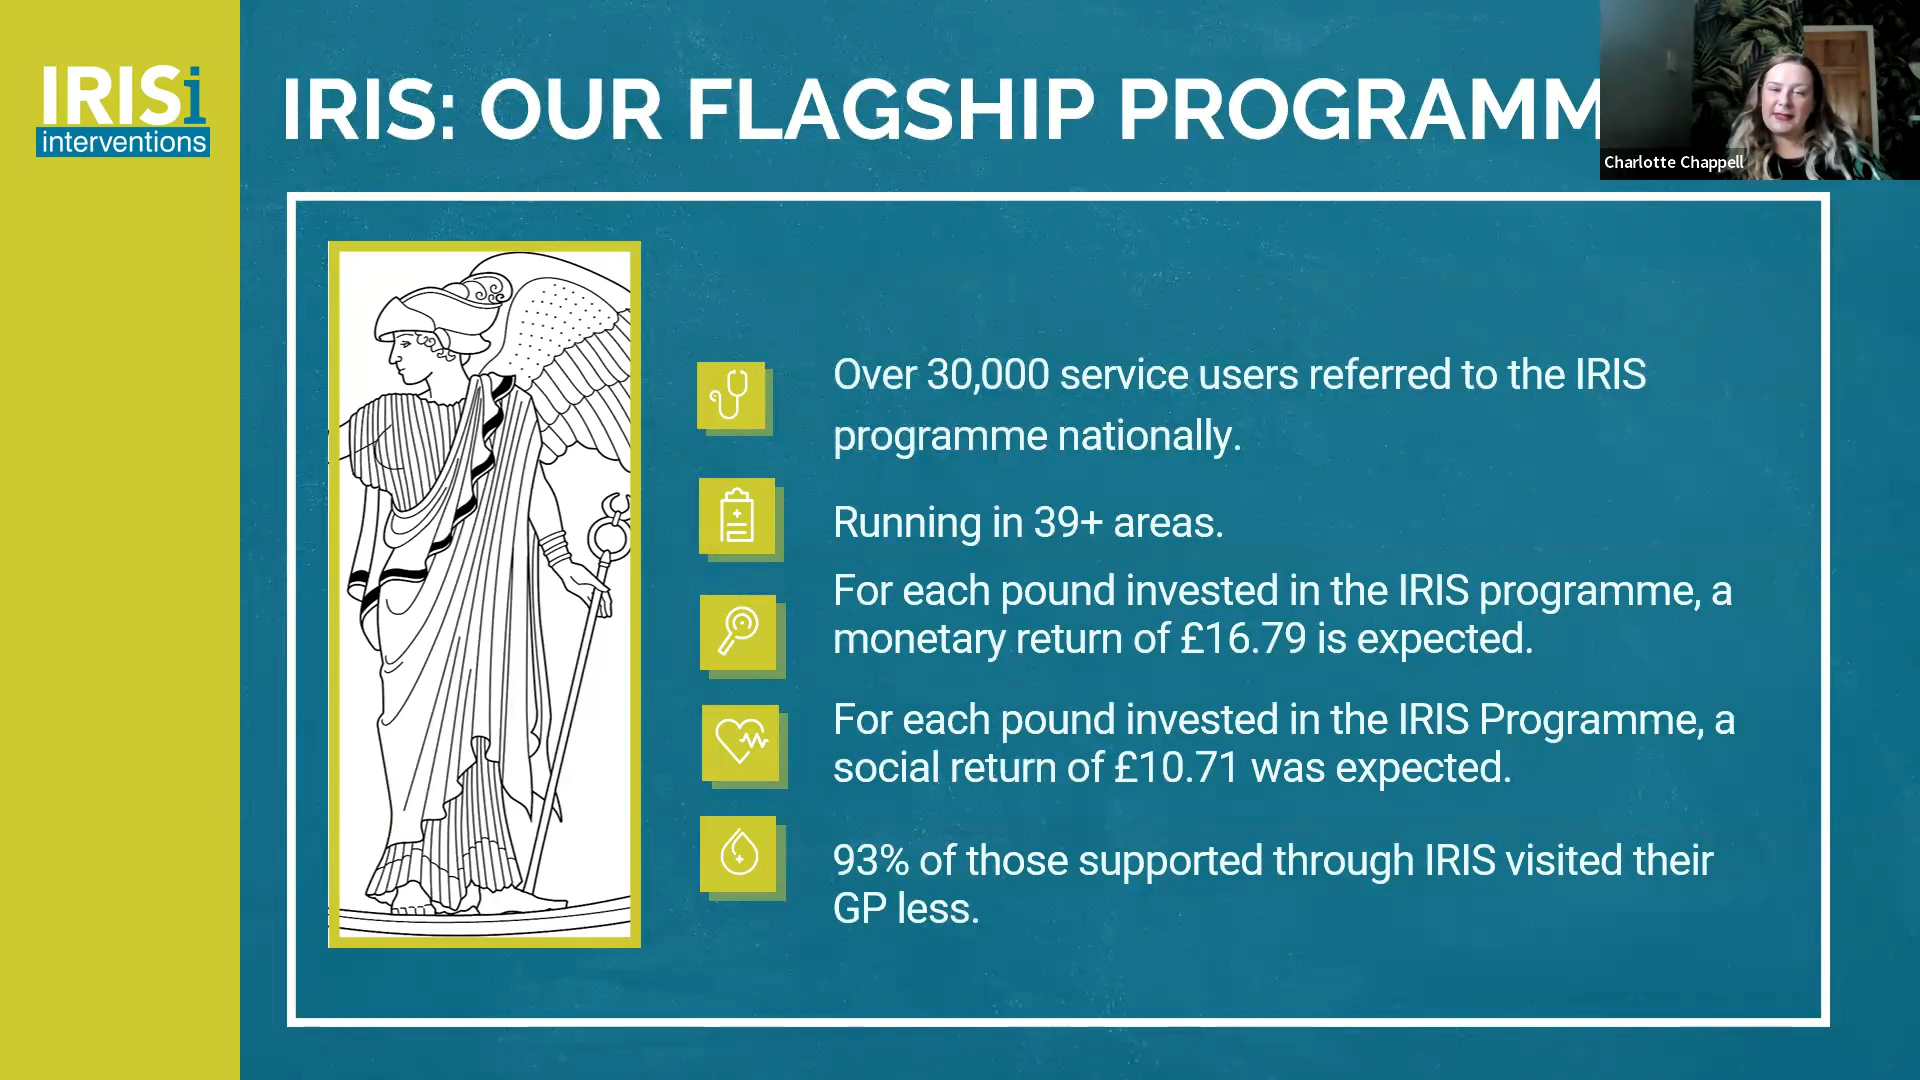 IRISi
interventions
IRIS: OUR FLAGSHIP PROGRAMM
Charlotte Chappell
Over 30,000 service users referred to the IRIS
programme nationally.
Running in 39+ areas.
For each pound invested in the IRIS programme, a
monetary return of £16.79 is expected.
For each pound invested in the IRIS Programme, a
social return of £10.71 was expected.
93% of those supported through IRIS visited their
GP less.